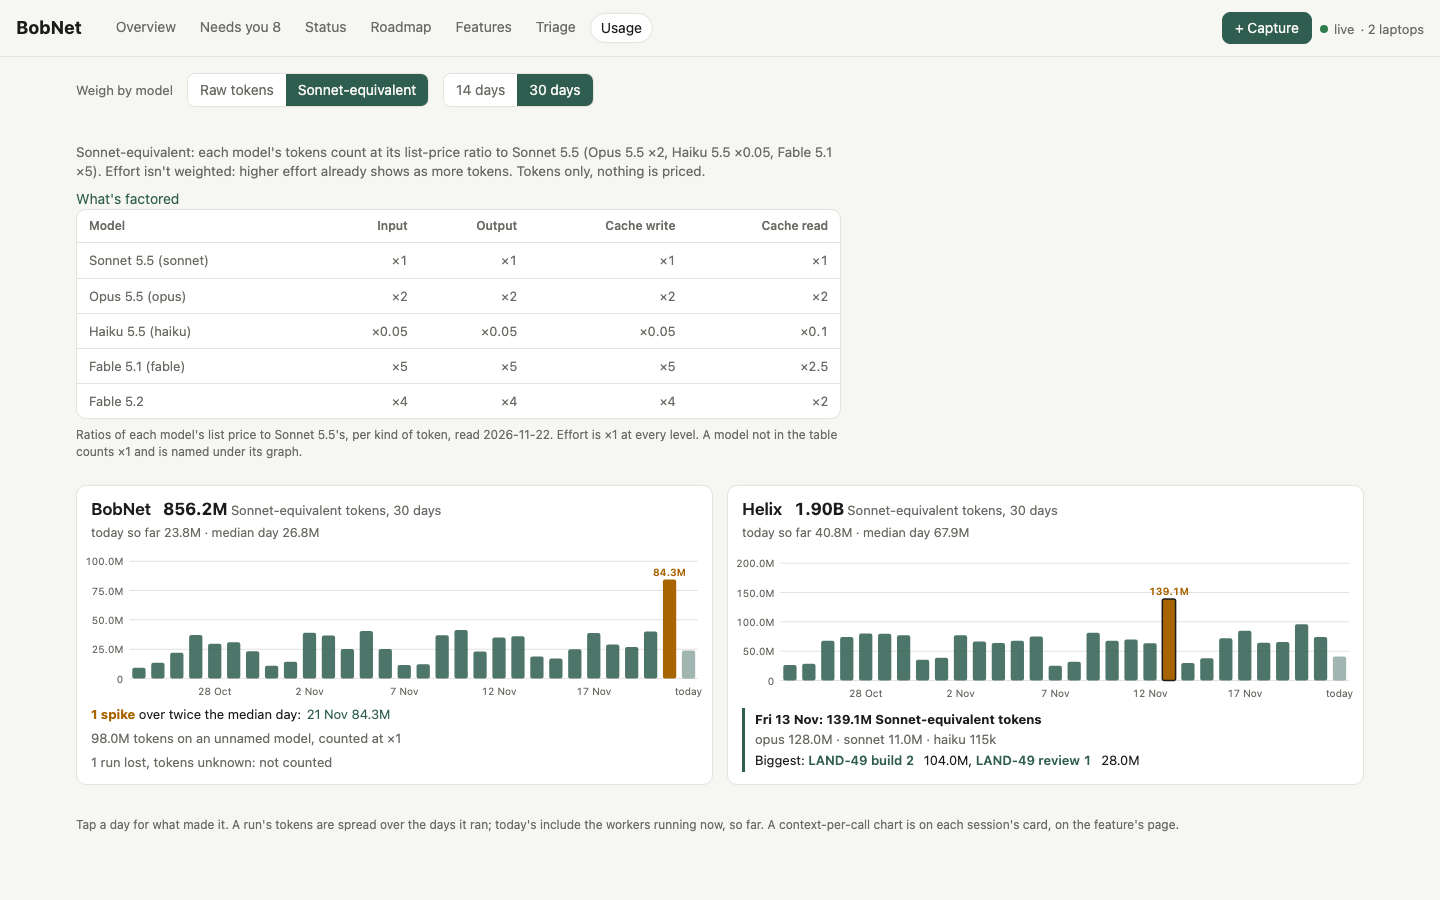 BobNet Overview Needs you 8 Status Roadmap Features Triage Usage + Capture live · 2 laptops
Weigh by model Raw tokens Sonnet-equivalent 14 days 30 days
Sonnet-equivalent: each model's tokens count at its list-price ratio to Sonnet 5.5 (Opus 5.5 ×2, Haiku 5.5 ×0.05, Fable 5.1
×5). Effort isn't weighted: higher effort already shows as more tokens. Tokens only, nothing is priced.
What's factored
Model Input Output Cache write Cache read
Sonnet 5.5 (sonnet) ×1 ×1 ×1 ×1
Opus 5.5 (opus) ×2 ×2 ×2 ×2
Haiku 5.5 (haiku) ×0.05 ×0.05 ×0.05 ×0.1
Fable 5.1 (fable) ×5 ×5 ×5 ×2.5
Fable 5.2 ×4 ×4 ×4 ×2
Ratios of each model's list price to Sonnet 5.5's, per kind of token, read 2026-11-22. Effort is ×1 at every level. A model not in the table
counts ×1 and is named under its graph.
BobNet 856.2M Sonnet-equivalent tokens, 30 days
today so far 23.8M · median day 26.8M
100.0M
84.3M
75.0M
50.0M
25.0M
0
28 Oct 2 Nov 7 Nov 12 Nov 17 Nov today
1 spike over twice the median day: 21 Nov 84.3M
98.0M tokens on an unnamed model, counted at ×1
1 run lost, tokens unknown: not counted
Helix 1.90B Sonnet-equivalent tokens, 30 days
today so far 40.8M · median day 67.9M
200.0M
150.0M
139.1M
100.0M
50.0M
0
28 Oct 2 Nov 7 Nov 12 Nov 17 Nov today
Fri 13 Nov: 139.1M Sonnet-equivalent tokens
opus 128.0M · sonnet 11.0M · haiku 115k
Biggest: LAND-49 build 2 104.0M, LAND-49 review 1 28.0M
Tap a day for what made it. A run's tokens are spread over the days it ran; today's include the workers running now, so far. A context-per-call chart is on each session's card, on the feature's page.